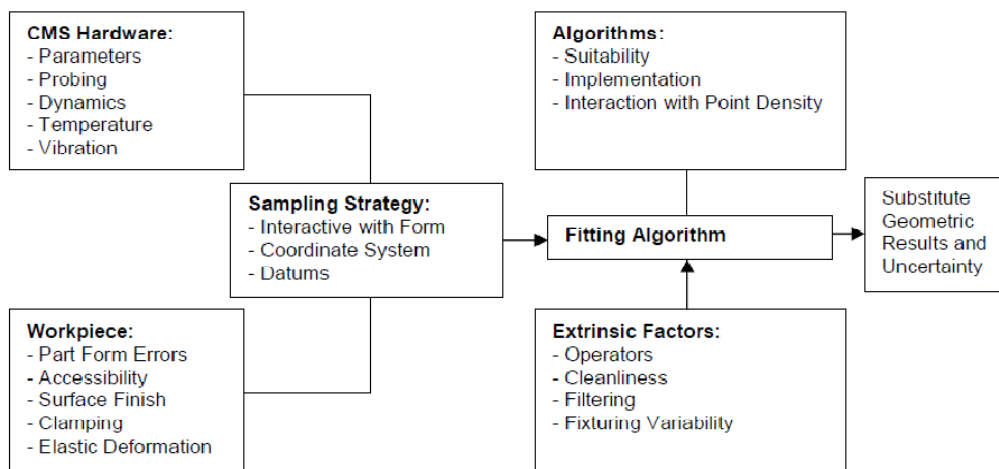 CMS Hardware:
- Parameters
- Probing
- Dynamics
- Temperature
- Vibration
Algorithms:
- Suitability
- Implementation
- Interaction with Point Density
Sampling Strategy:
- Interactive with Form
- Coordinate System
- Datums
Fitting Algorithm
Substitute
Geometric
Results and
Uncertainty
Workpiece:
- Part Form Errors
- Accessibility
- Surface Finish
- Clamping
- Elastic Deformation
Extrinsic Factors:
- Operators
- Cleanliness
- Filtering
- Fixturing Variability